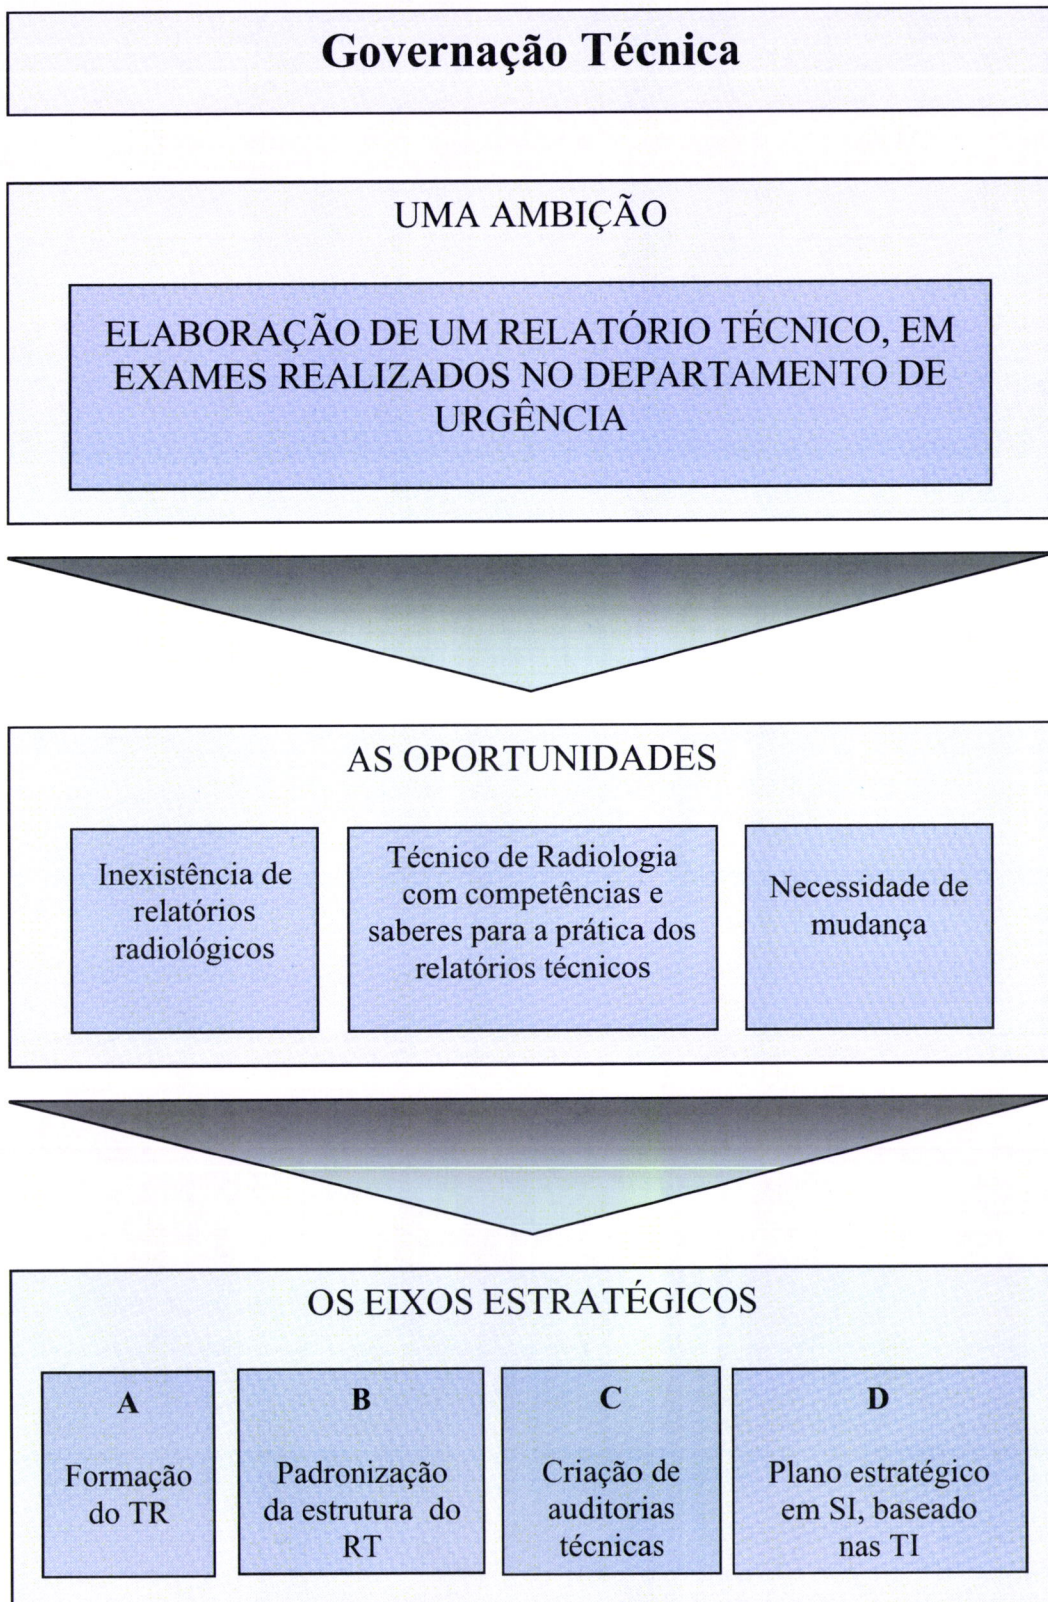 Governação Técnica
UMA AMBIÇÃO
ELABORAÇÃO DE UM RELATÓRIO TÉCNICO, EM
EXAMES REALIZADOS NO DEPARTAMENTO DE
URGÊNCIA
AS OPORTUNIDADES
Inexistência de
relatórios
radiológicos
Técnico de Radiologia
com competências e
saberes para a prática dos
relatórios técnicos
Necessidade de
mudança
OS EIXOS ESTRATÉGICOS
A
Formação
do TR
B
Padronização
da estrutura do
RT
C
Criação de
auditorias
técnicas
D
Plano estratégico
em SI, baseado
nas TI